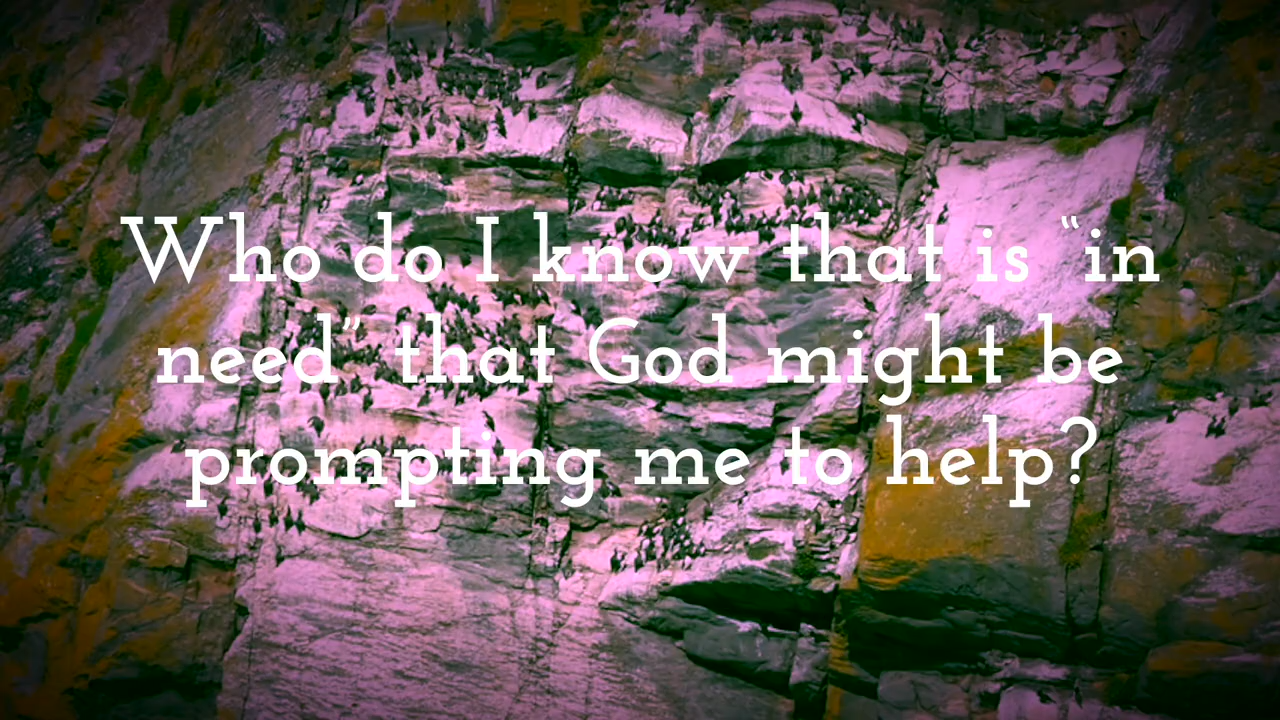 Who do I know that is “in
need” that God might be
prompting me to help?